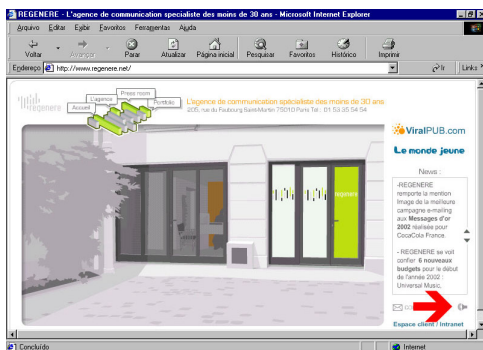 REGENERE - L'agence de communication specialiste des moins de 30 ans - Microsoft Internet Explorer
Arquivo Editar Exibir Favoritos Ferramentas Ajuda
Voltar Avançar Parar Atualizar Página inicial Pesquisar Favoritos Histórico Imprimir
Endereço http://www.regenere.net/ Ir Links
Press room
L'agence
Portfolio
Accueil
regenere
L'agence de communication spécialiste des moins de 30 ans
205, rue du Faubourg Saint-Martin 75010 Paris Tel : 01 53 35 54 54
ViralPUB.com
Le monde jeune
News :
-REGENERE
remporte la mention
Image de la meilleure
campagne e-mailing
aux Messages d'or
2002 réalisée pour
CocaCola France.
- REGENERE se voit
confier 6 nouveaux
budgets pour le début
de l'année 2002 :
Universal Music,
regenere
Espace client / Intranet
Concluído Internet